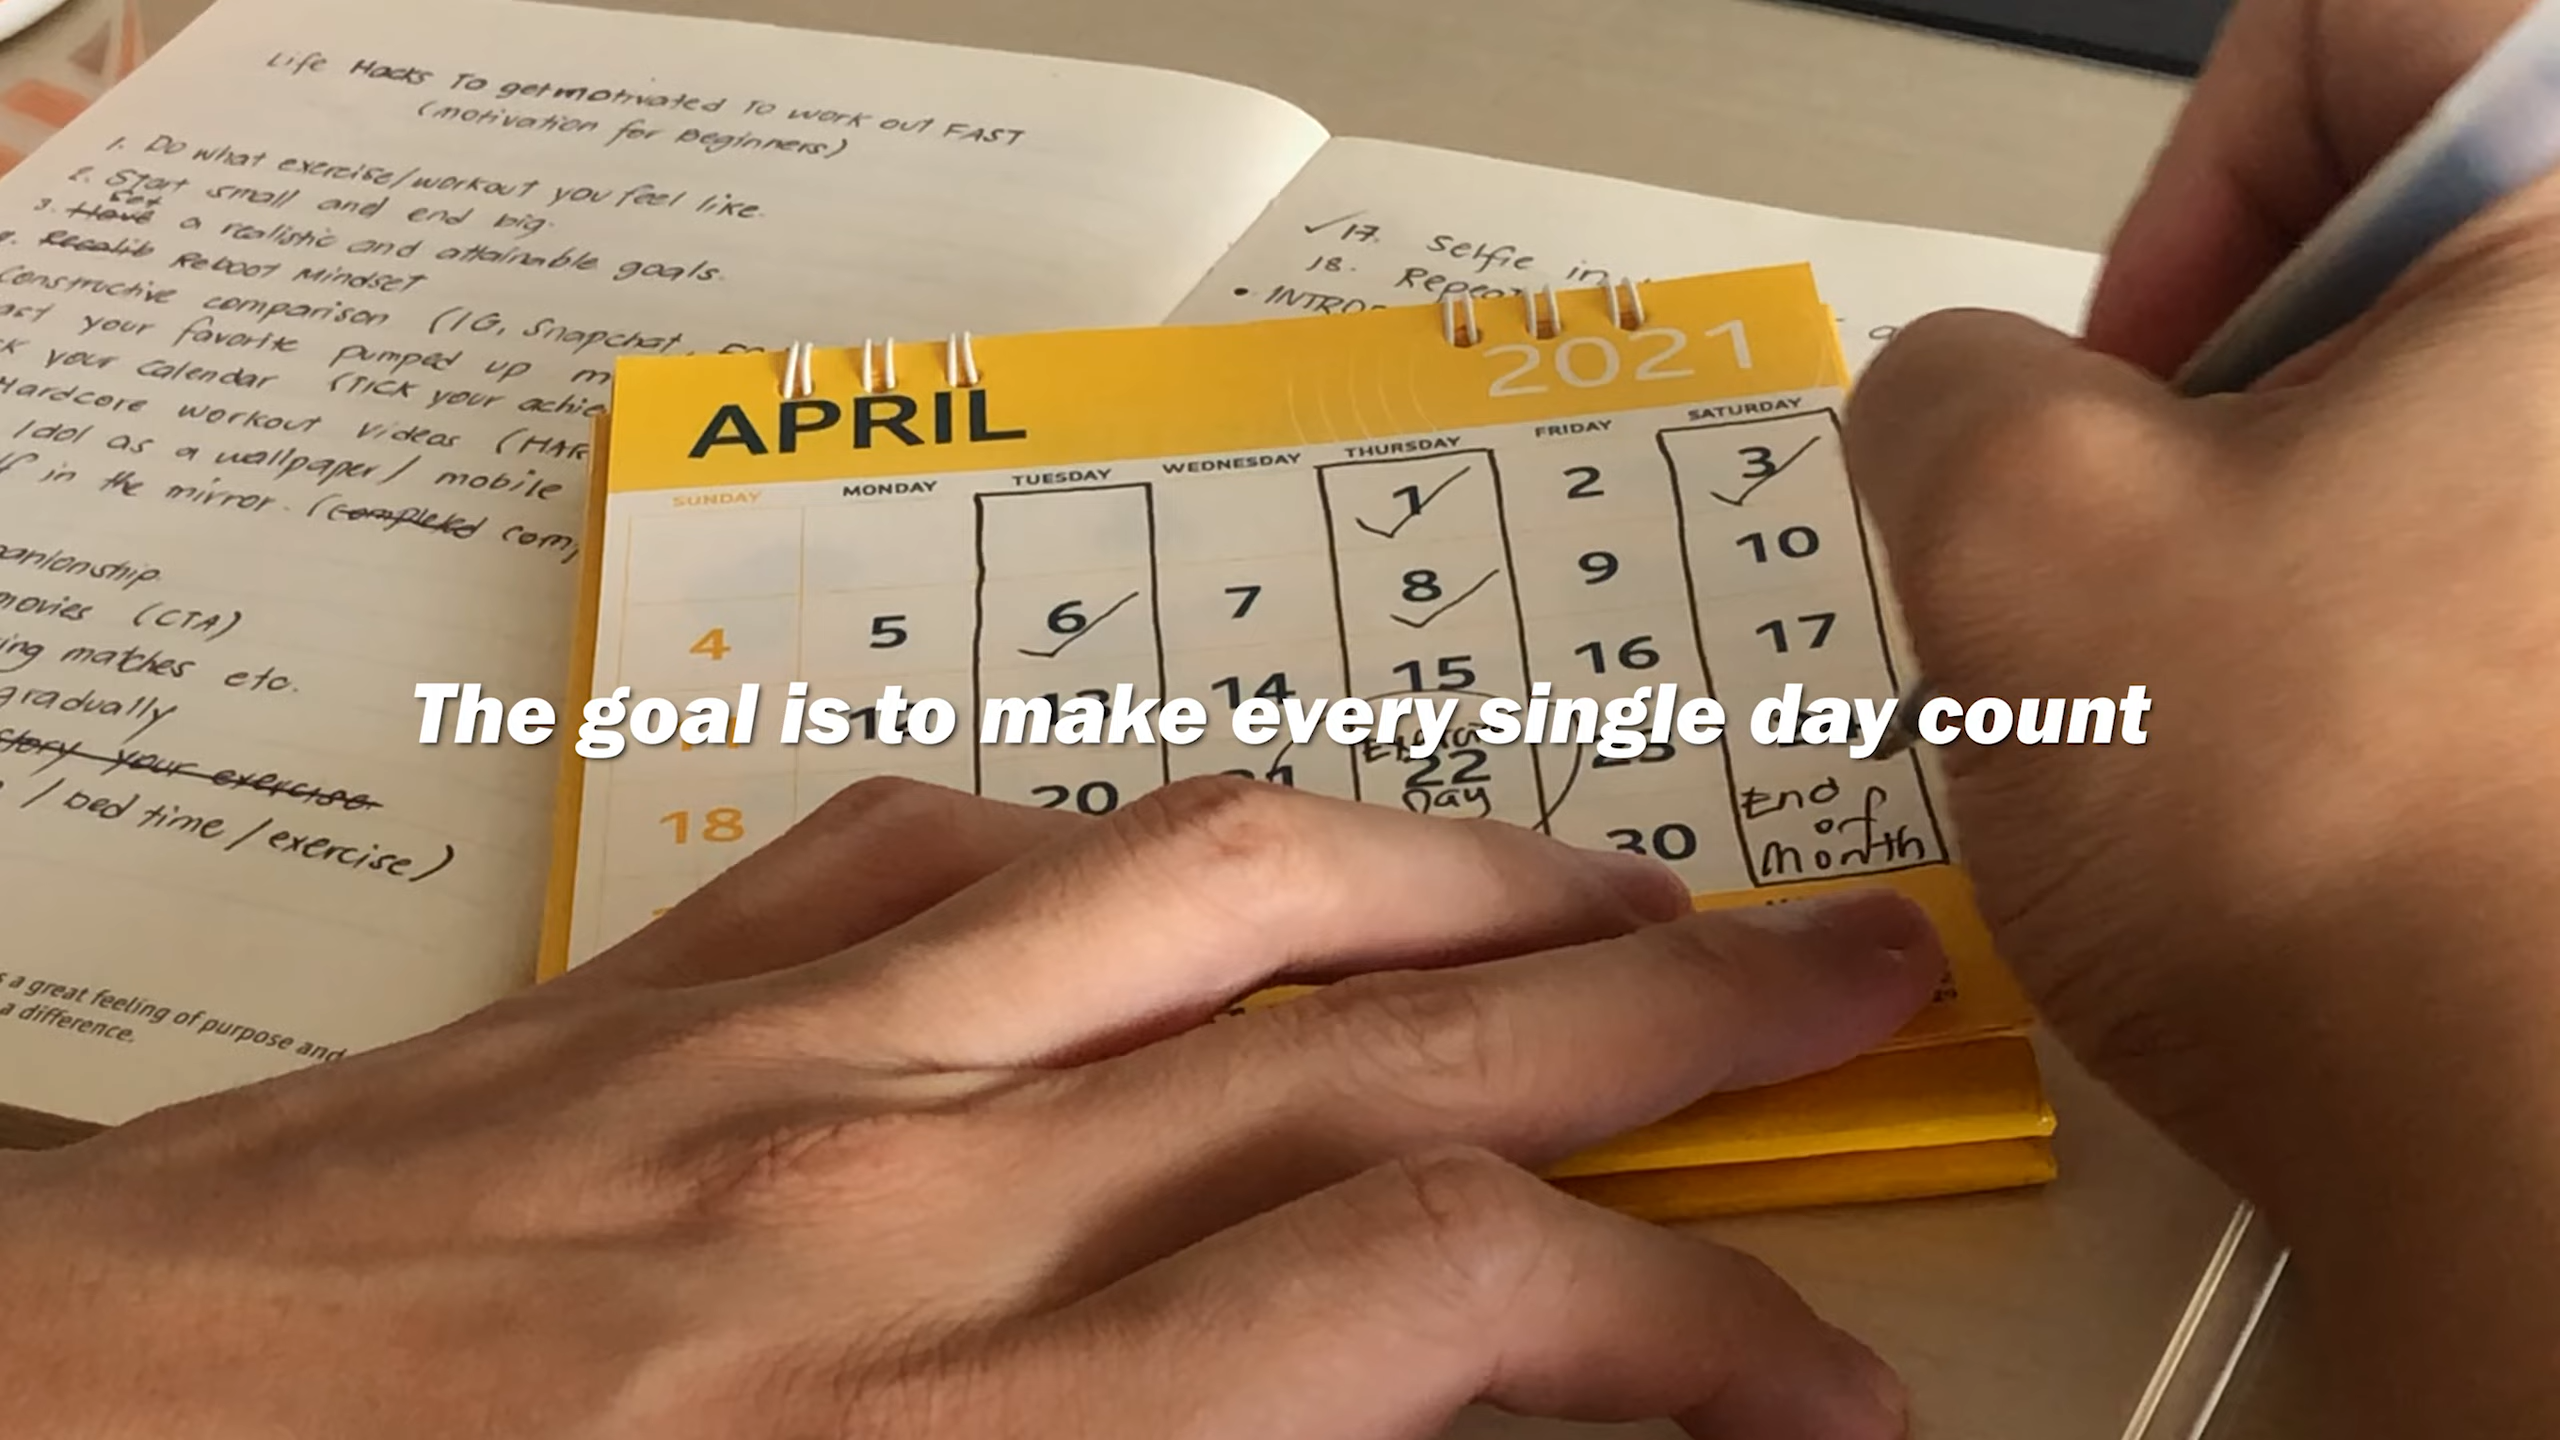 Life Hacks To get motivated To work out FAST
(motivation for Beginners)
1. Do what exercise/workout you feel like.
2. Start small and end big.
Set
3. Have a realistic and attainable goals.
Recalib Reboot Mindset
Constructive comparison (IG, Snapchat,
your favorite pumped up
your calendar (TICK your
Hardcore workout videos
Idol as a wallpaper/ mobile
in the mirror. (completed
movies (CTA)
matches etc.
gradually
story your exercise
/ bed time / exercise)
a great feeling of purpose and
a difference.
✓17. Selfie in
18. Repeat
•
APRIL 2021
SUNDAY MONDAY TUESDAY WEDNESDAY THURSDAY FRIDAY SATURDAY
1 2 3
4 5 6 7 8 9 10
14 15 16 17
18 20 22 30
Day
End
of
Month
The goal is to make every single day count